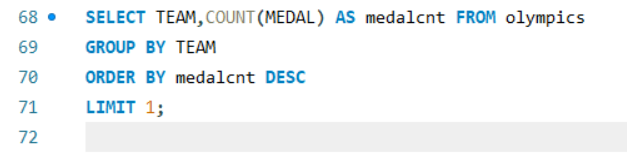 68 SELECT TEAM,COUNT(MEDAL) AS medalcnt FROM olympics
69 GROUP BY TEAM
70 ORDER BY medalcnt DESC
71 LIMIT 1;
72